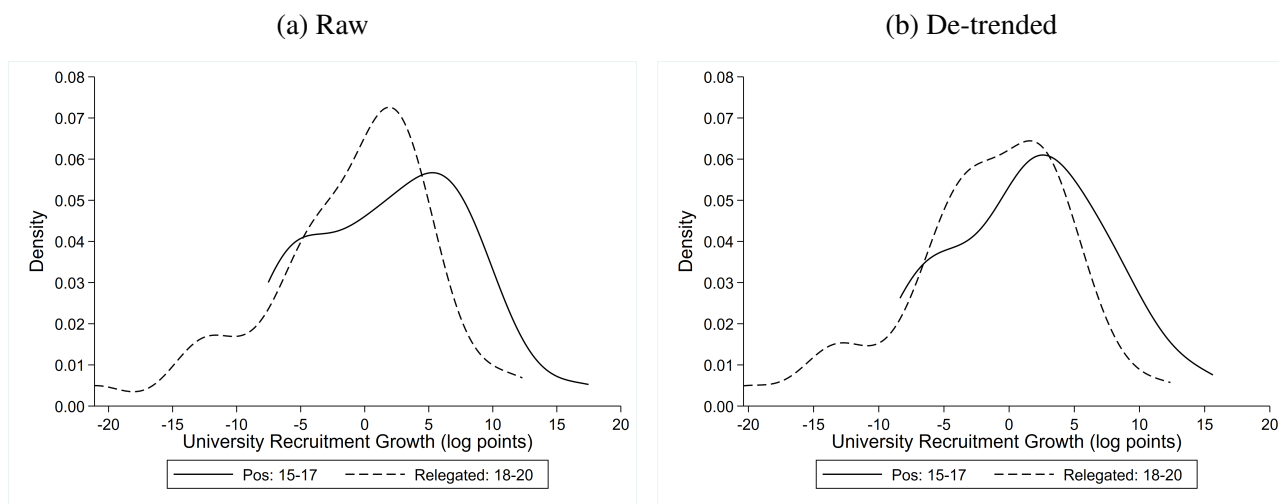 (a) Raw
0.08
0.07
0.06
0.05
0.04
0.03
0.02
0.01
0.00
Density
-20 -15 -10 -5 0 5 10 15 20
University Recruitment Growth (log points)
Pos: 15-17 Relegated: 18-20
(b) De-trended
0.08
0.07
0.06
0.05
0.04
0.03
0.02
0.01
0.00
Density
-20 -15 -10 -5 0 5 10 15 20
University Recruitment Growth (log points)
Pos: 15-17 Relegated: 18-20